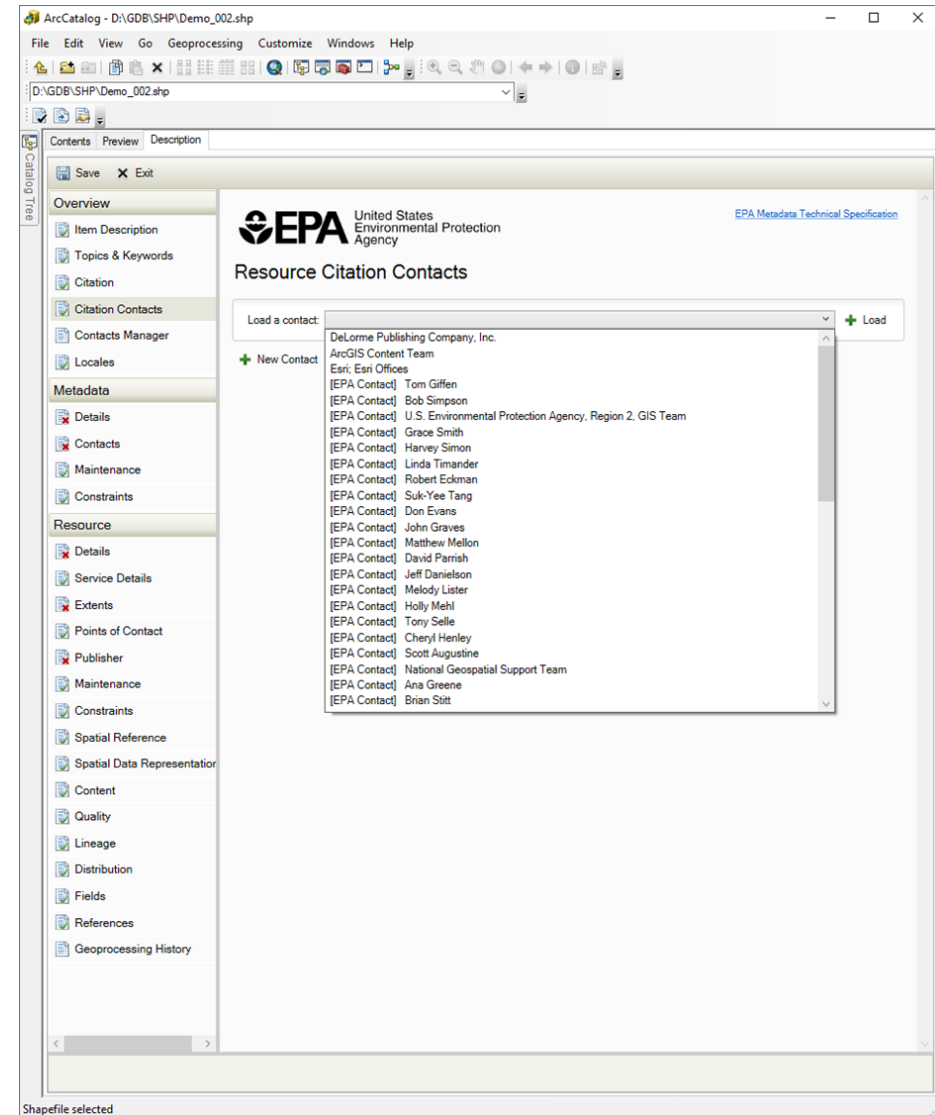 ArcCatalog - D:\GDB\SHP\Demo_002.shp
File Edit View Go Geoprocessing Customize Windows Help
D:\GDB\SHP\Demo_002.shp
Catalog Tree
Contents Preview Description
Save Exit
Overview
Item Description
Topics & Keywords
Citation
Citation Contacts
Contacts Manager
Locales
Metadata
Details
Contacts
Maintenance
Constraints
Resource
Details
Service Details
Extents
Points of Contact
Publisher
Maintenance
Constraints
Spatial Reference
Spatial Data Representation
Content
Quality
Lineage
Distribution
Fields
References
Geoprocessing History
EPA
United States
Environmental Protection
Agency
EPA Metadata Technical Specification
Resource Citation Contacts
Load a contact: Load
New Contact
DeLorme Publishing Company, Inc.
ArcGIS Content Team
Esri; Esri Offices
[EPA Contact] Tom Giffen
[EPA Contact] Bob Simpson
[EPA Contact] U.S. Environmental Protection Agency, Region 2, GIS Team
[EPA Contact] Grace Smith
[EPA Contact] Harvey Simon
[EPA Contact] Linda Timander
[EPA Contact] Robert Eckman
[EPA Contact] Suk-Yee Tang
[EPA Contact] Don Evans
[EPA Contact] John Graves
[EPA Contact] Matthew Mellon
[EPA Contact] David Parrish
[EPA Contact] Jeff Danielson
[EPA Contact] Melody Lister
[EPA Contact] Holly Mehl
[EPA Contact] Tony Selle
[EPA Contact] Cheryl Henley
[EPA Contact] Scott Augustine
[EPA Contact] National Geospatial Support Team
[EPA Contact] Ana Greene
[EPA Contact] Brian Stitt
Shapefile selected